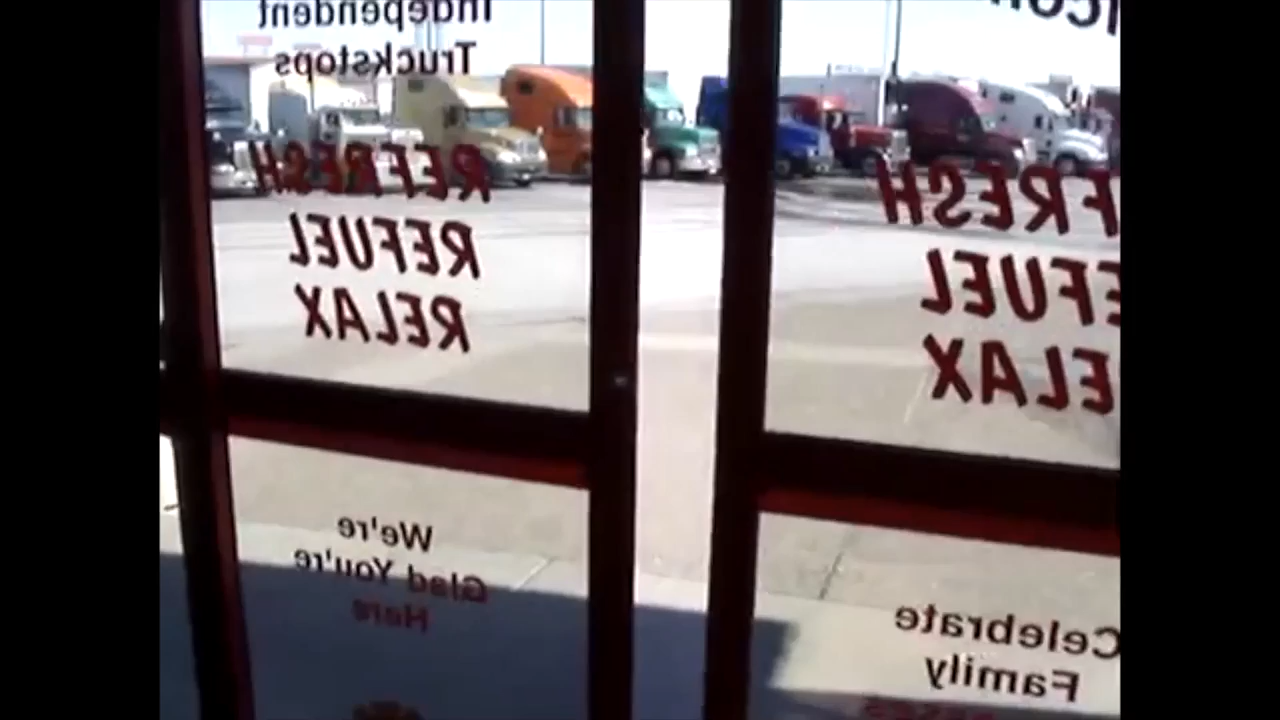 Independent
Truckstops
REFRESH
REFUEL
RELAX
We're
Glad You're
Here
FRESH
EFUEL
ELAX
Celebrate
Family